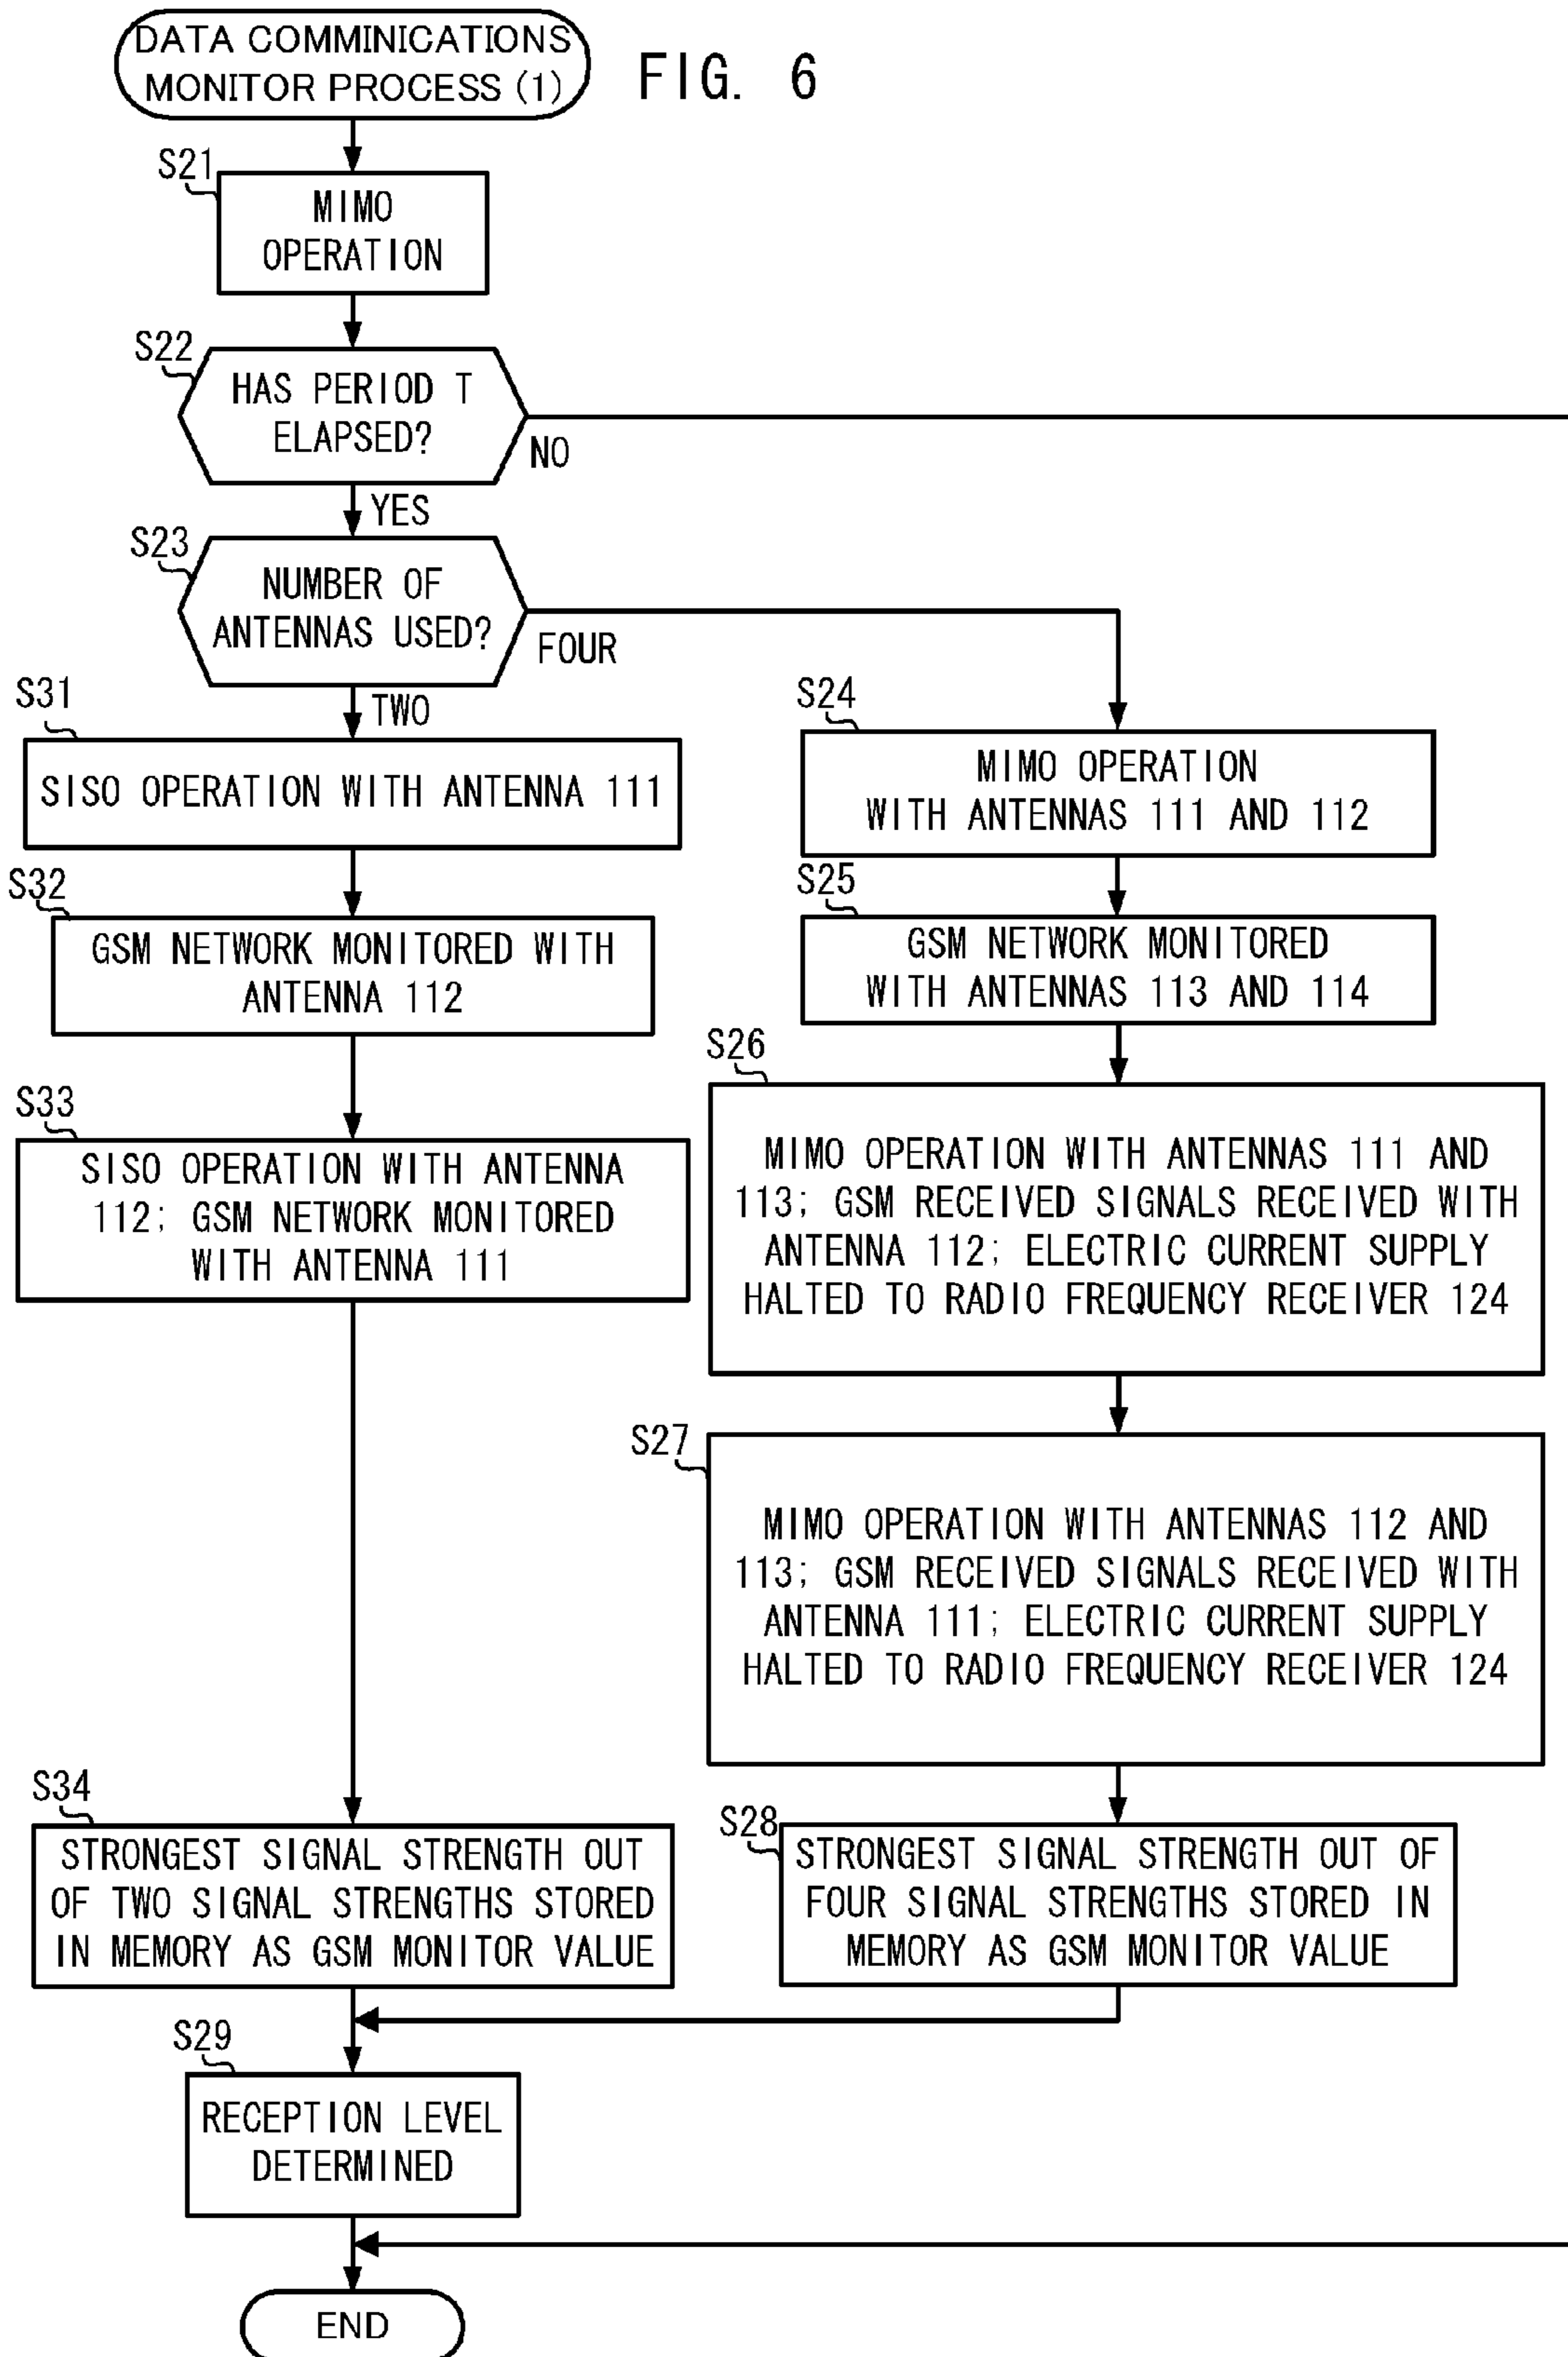 DATA COMMINICATIONS
MONITOR PROCESS (1)
FIG. 6
S21
MIMO
OPERATION
S22
HAS PERIOD T
ELAPSED?
NO
YES
S23
NUMBER OF
ANTENNAS USED?
FOUR
TWO
S31
SISO OPERATION WITH ANTENNA 111
S32
GSM NETWORK MONITORED WITH
ANTENNA 112
S33
SISO OPERATION WITH ANTENNA
112; GSM NETWORK MONITORED
WITH ANTENNA 111
S34
STRONGEST SIGNAL STRENGTH OUT
OF TWO SIGNAL STRENGTHS STORED
IN MEMORY AS GSM MONITOR VALUE
S24
MIMO OPERATION
WITH ANTENNAS 111 AND 112
S25
GSM NETWORK MONITORED
WITH ANTENNAS 113 AND 114
S26
MIMO OPERATION WITH ANTENNAS 111 AND
113; GSM RECEIVED SIGNALS RECEIVED WITH
ANTENNA 112; ELECTRIC CURRENT SUPPLY
HALTED TO RADIO FREQUENCY RECEIVER 124
S27
MIMO OPERATION WITH ANTENNAS 112 AND
113; GSM RECEIVED SIGNALS RECEIVED WITH
ANTENNA 111; ELECTRIC CURRENT SUPPLY
HALTED TO RADIO FREQUENCY RECEIVER 124
S28
STRONGEST SIGNAL STRENGTH OUT OF
FOUR SIGNAL STRENGTHS STORED IN
MEMORY AS GSM MONITOR VALUE
S29
RECEPTION LEVEL
DETERMINED
END